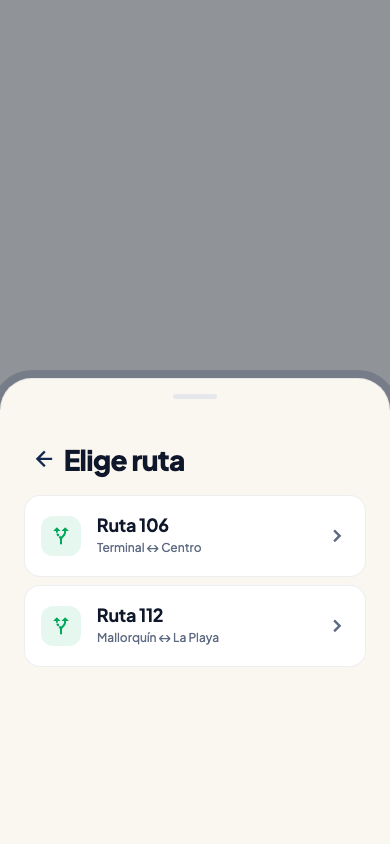 Elige ruta
Ruta 106
Terminal ↔ Centro
Ruta 112
Mallorquín ↔ La Playa